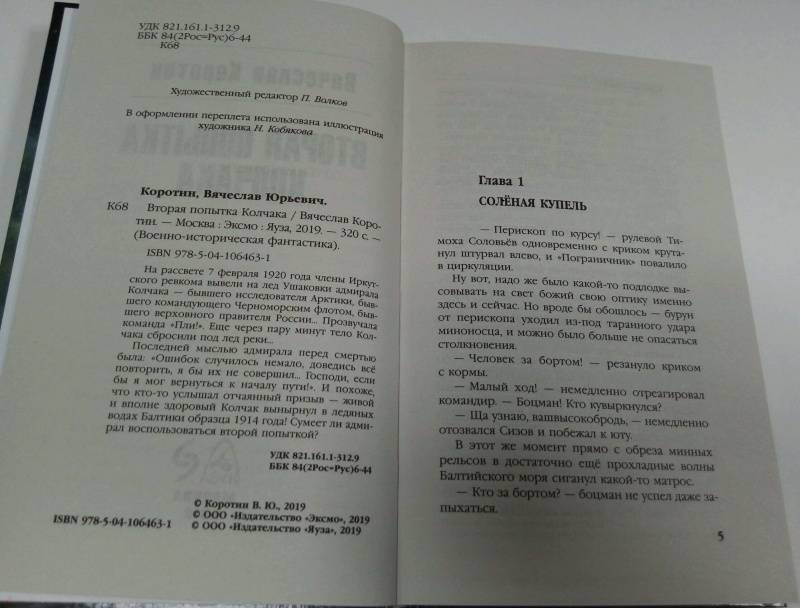 УДК 821.161.1-312.9
ББК 84(2Рос=Рус)6-44
К68
Художественный редактор П. Волков
В оформлении переплета использована иллюстрация
художника Н. Кобякова
Коротин, Вячеслав Юрьевич.
К68 Вторая попытка Колчака / Вячеслав Коро-
тин. — Москва : Эксмо : Яуза, 2019. — 320 с. —
(Военно-историческая фантастика).
ISBN 978-5-04-106463-1
На рассвете 7 февраля 1920 года члены Иркут-
ского ревкома вывели на лед Ушаковки адмирала
Колчака — бывшего исследователя Арктики, быв-
шего командующего Черноморским флотом, быв-
шего верховного правителя России... Прозвучала
команда «Пли!». Еще через пару минут тело Кол-
чака сбросили под лед реки...
Последней мыслью адмирала перед смертью
была: «Ошибок случилось немало, доведись всё
повторить, я бы их не совершил... Господи, если
бы я мог вернуться к началу пути!». И похоже,
что кто-то услышал отчаянный призыв — живой
и вполне здоровый Колчак вынырнул в ледяных
водах Балтики образца 1914 года! Сумеет ли адми-
рал воспользоваться второй попыткой?
УДК 821.161.1-312.9
ББК 84(2Рос=Рус)6-44
© Коротин В. Ю., 2019
© ООО «Издательство «Эксмо», 2019
ISBN 978-5-04-106463-1 © ООО «Издательство «Яуза», 2019
Глава 1
СОЛЁНАЯ КУПЕЛЬ
— Перископ по курсу! — рулевой Ти-
моха Соловьёв одновременно с криком крута-
нул штурвал влево, и «Пограничник» повалило
в циркуляции.
Ну вот, надо же было какой-то подлодке вы-
совывать на свет божий свою оптику именно
здесь и сейчас. Но вроде бы обошлось — бурун
от перископа уходил из-под таранного удара
миноносца, и можно было больше не опасаться
столкновения.
— Человек за бортом! — резануло криком
с кормы.
— Малый ход! — немедленно отреагировал
командир. — Боцман! Кто кувыркнулся?
— Ща узнаю, вашвысокобродь, — немедленно
отозвался Сизов и побежал к юту.
В этот же момент прямо с обреза минных
рельсов в достаточно ещё прохладные волны
Балтийского моря сиганул какой-то матрос.
— Кто за бортом? — боцман не успел даже за-
пыхаться.
5